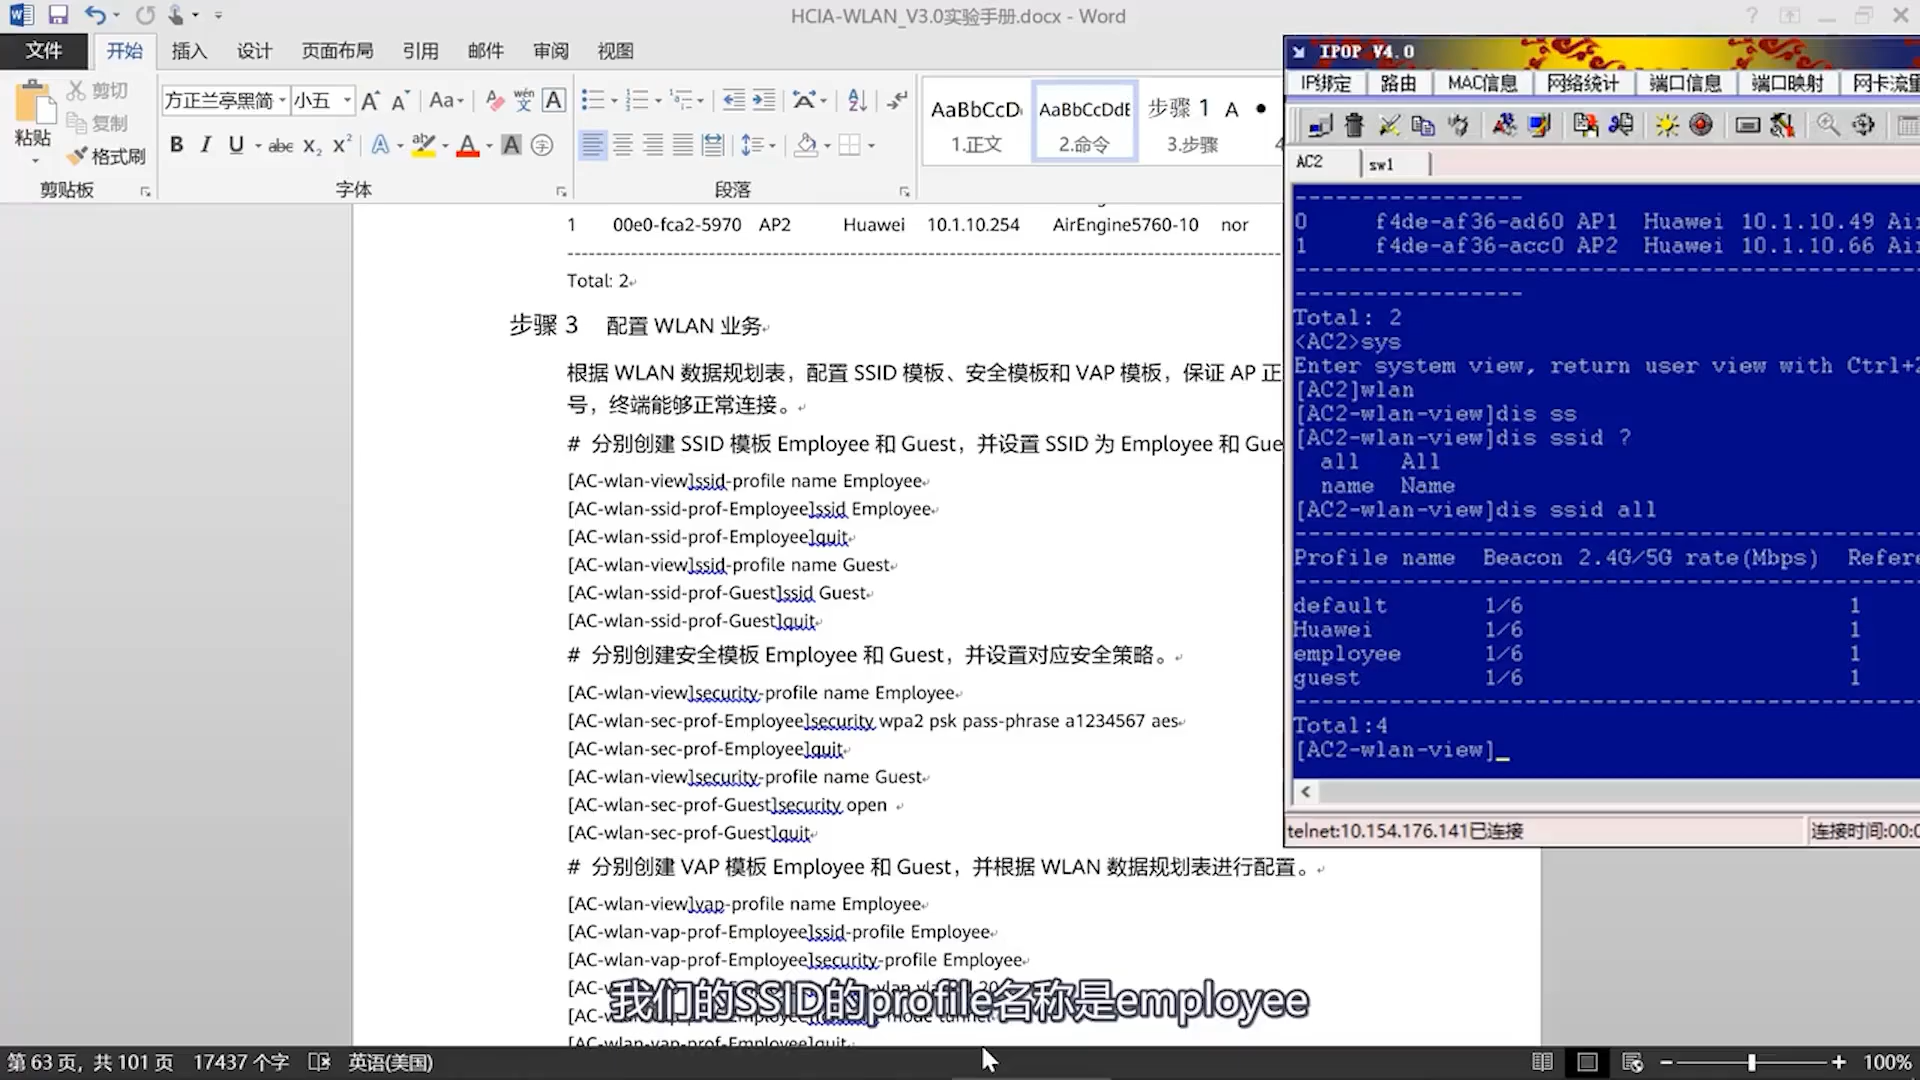 HCIA-WLAN_V3.0实验手册.docx - Word
文件 开始 插入 设计 页面布局 引用 邮件 审阅 视图
粘贴
剪切
复制
格式刷
剪贴板
方正兰亭黑简 小五
字体
段落
AaBbCcD AaBbCcDdE 步骤 1 A
1.正文 2.命令 3.步骤
1 00e0-fca2-5970 AP2 Huawei 10.1.10.254 AirEngine5760-10 nor
Total: 2
步骤 3 配置 WLAN 业务
根据 WLAN 数据规划表，配置 SSID 模板、安全模板和 VAP 模板，保证 AP 正
号，终端能够正常连接。
# 分别创建 SSID 模板 Employee 和 Guest，并设置 SSID 为 Employee 和 Gue
[AC-wlan-view]ssid-profile name Employee
[AC-wlan-ssid-prof-Employee]ssid Employee
[AC-wlan-ssid-prof-Employee]quit
[AC-wlan-view]ssid-profile name Guest
[AC-wlan-ssid-prof-Guest]ssid Guest
[AC-wlan-ssid-prof-Guest]quit
# 分别创建安全模板 Employee 和 Guest，并设置对应安全策略。
[AC-wlan-view]security-profile name Employee
[AC-wlan-sec-prof-Employee]security wpa2 psk pass-phrase a1234567 aes
[AC-wlan-sec-prof-Employee]quit
[AC-wlan-view]security-profile name Guest
[AC-wlan-sec-prof-Guest]security open
[AC-wlan-sec-prof-Guest]quit
# 分别创建 VAP 模板 Employee 和 Guest，并根据 WLAN 数据规划表进行配置。
[AC-wlan-view]vap-profile name Employee
[AC-wlan-vap-prof-Employee]ssid-profile Employee
[AC-wlan-vap-prof-Employee]security-profile Employee
我们的SSID的profile名称是employee
[AC-wlan-vap-prof-Employee]quit
IPOP V4.0
IP绑定 路由 MAC信息 网络统计 端口信息 端口映射 网卡流量
AC2 sw1
0 f4de-af36-ad60 AP1 Huawei 10.1.10.49 Air
1 f4de-af36-acc0 AP2 Huawei 10.1.10.66 Air
Total: 2
<AC2>sys
Enter system view, return user view with Ctrl+Z
[AC2]wlan
[AC2-wlan-view]dis ss
[AC2-wlan-view]dis ssid ?
all All
name Name
[AC2-wlan-view]dis ssid all
Profile name Beacon 2.4G/5G rate(Mbps) Refere
default 1/6 1
Huawei 1/6 1
employee 1/6 1
guest 1/6 1
Total:4
[AC2-wlan-view]
telnet:10.154.176.141已连接 连接时间:00:0
第 63 页，共 101 页 17437 个字 英语(美国) 100%